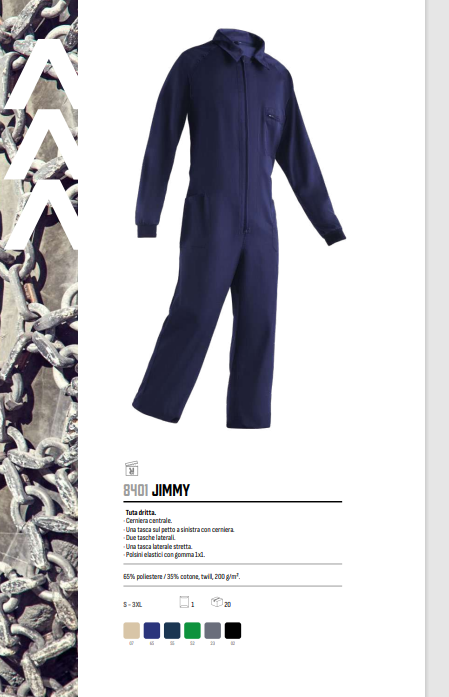 8401 JIMMY
Tuta dritta.
· Cerniera centrale.
· Una tasca sul petto a sinistra con cerniera.
· Due tasche laterali.
· Una tasca laterale stretta.
· Polsini elastici con gomma 1x1.
65% poliestere / 35% cotone, twill, 200 g/m².
S - 3XL 1 20